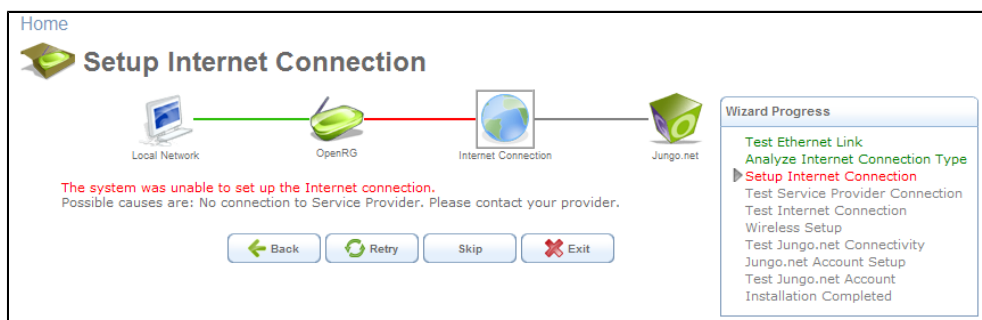 Home
Setup Internet Connection
Local Network
OpenRG
Internet Connection
Jungo.net
The system was unable to set up the Internet connection.
Possible causes are: No connection to Service Provider. Please contact your provider.
Back
Retry
Skip
Exit
Wizard Progress
Test Ethernet Link
Analyze Internet Connection Type
Setup Internet Connection
Test Service Provider Connection
Test Internet Connection
Wireless Setup
Test Jungo.net Connectivity
Jungo.net Account Setup
Test Jungo.net Account
Installation Completed